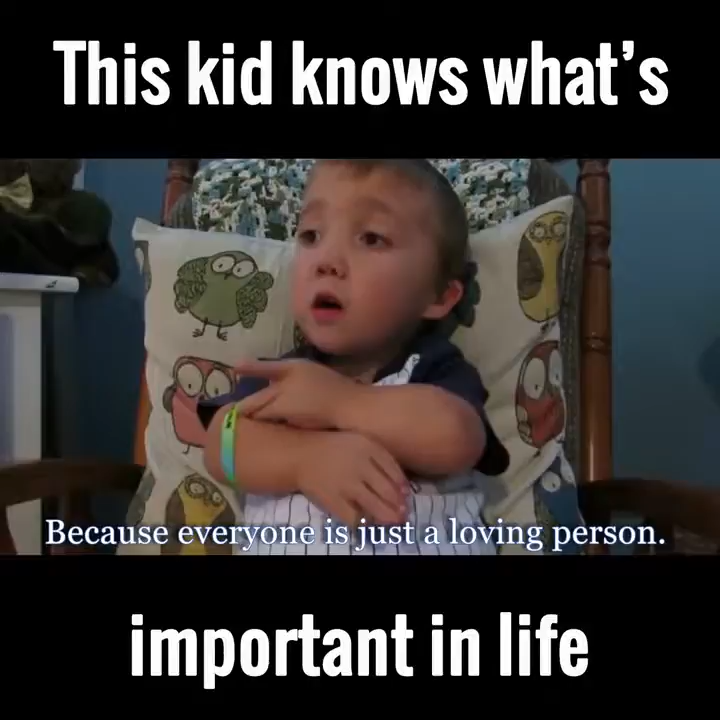 This kid knows what's
Because everyone is just a loving person.
important in life